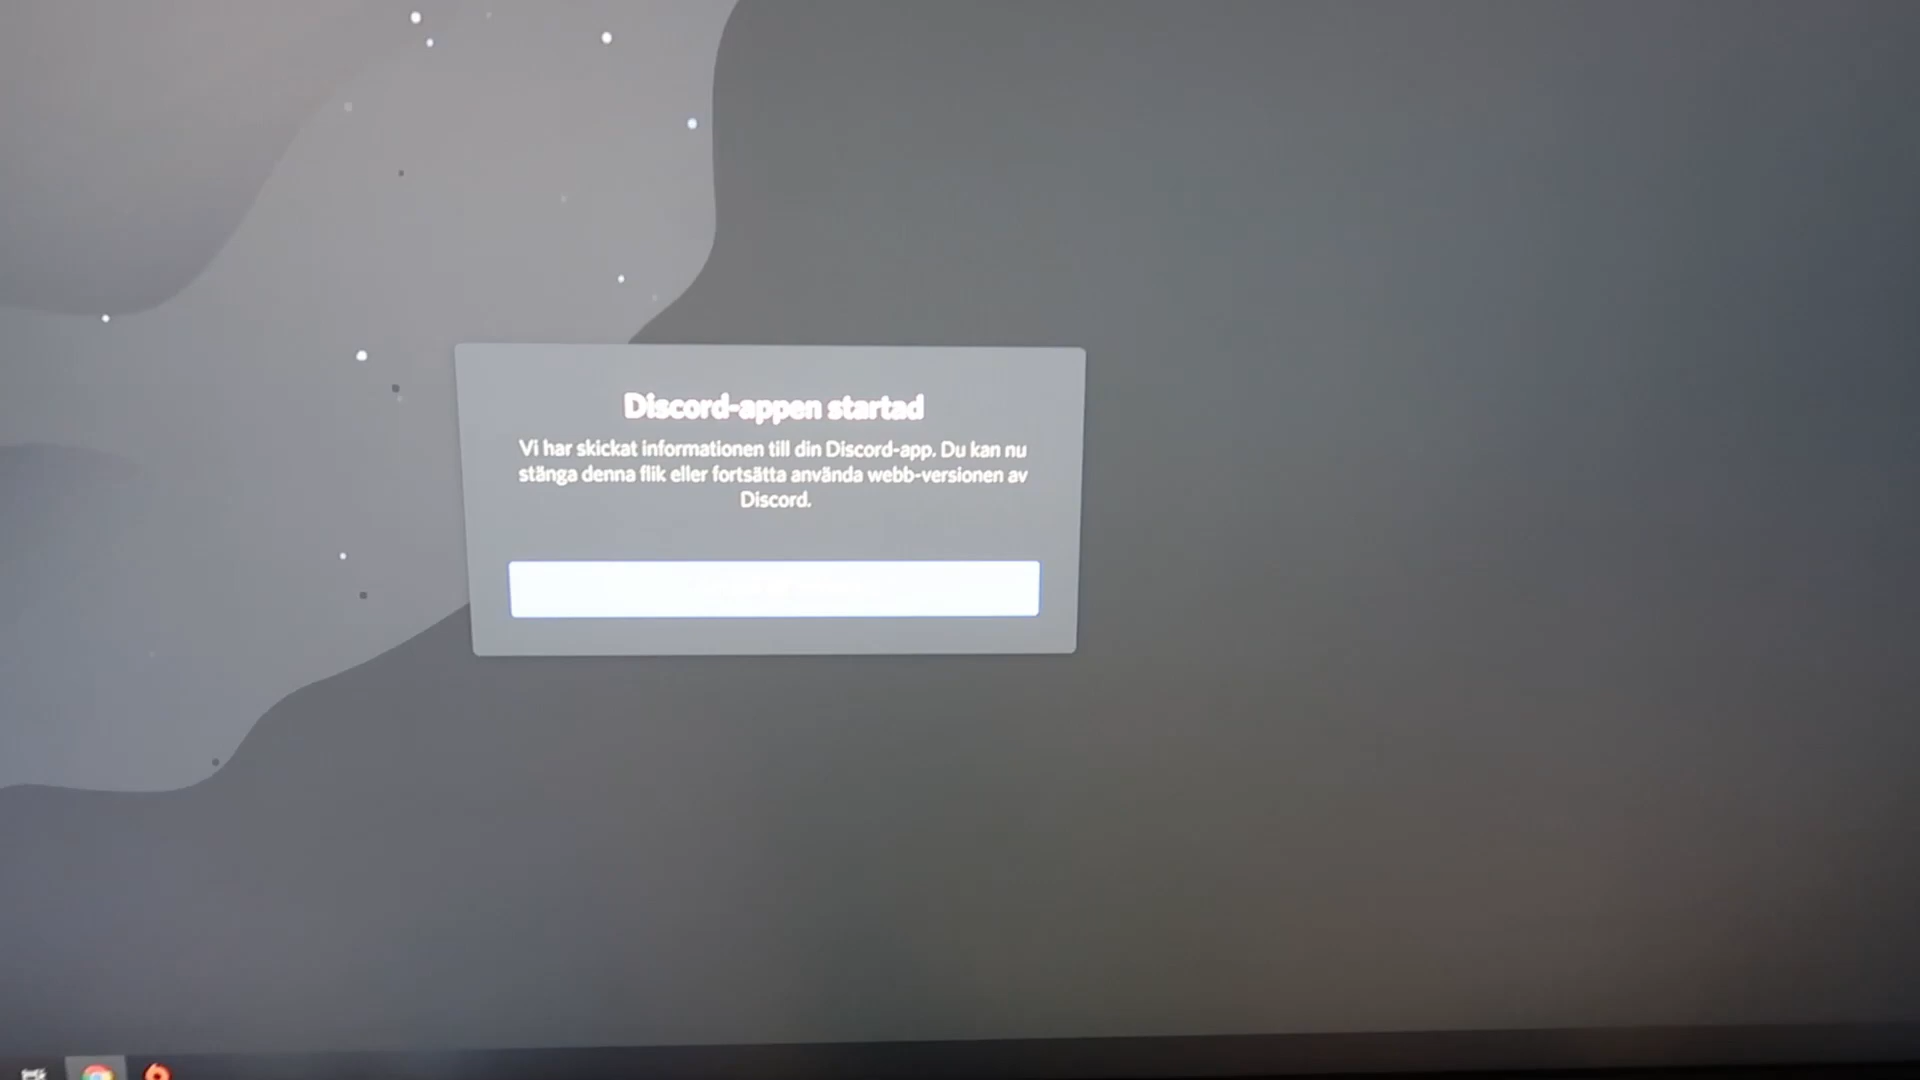 Discord-appen startad
Vi har skickat informationen till din Discord-app. Du kan nu
stänga denna flik eller fortsätta använda webb-versionen av
Discord.